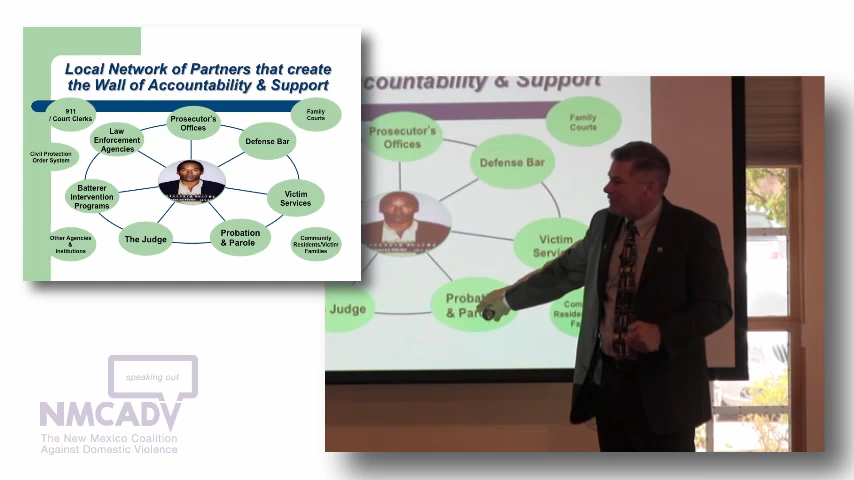 Local Network of Partners that create
the Wall of Accountability & Support
911
/ Court Clerks
Prosecutor's
Offices
Family
Courts
Law
Enforcement
Agencies
Defense Bar
Civil Protection
Order System
Batterer
Intervention
Programs
Victim
Services
Other Agencies
&
Institutions
The Judge
Probation
& Parole
Community
Residents/Victim
Families
countability & Support
Prosecutor's
Offices
Family
Courts
Defense Bar
Victim
Judge
& Par
speaking out
NMCADV
The New Mexico Coalition
Against Domestic Violence